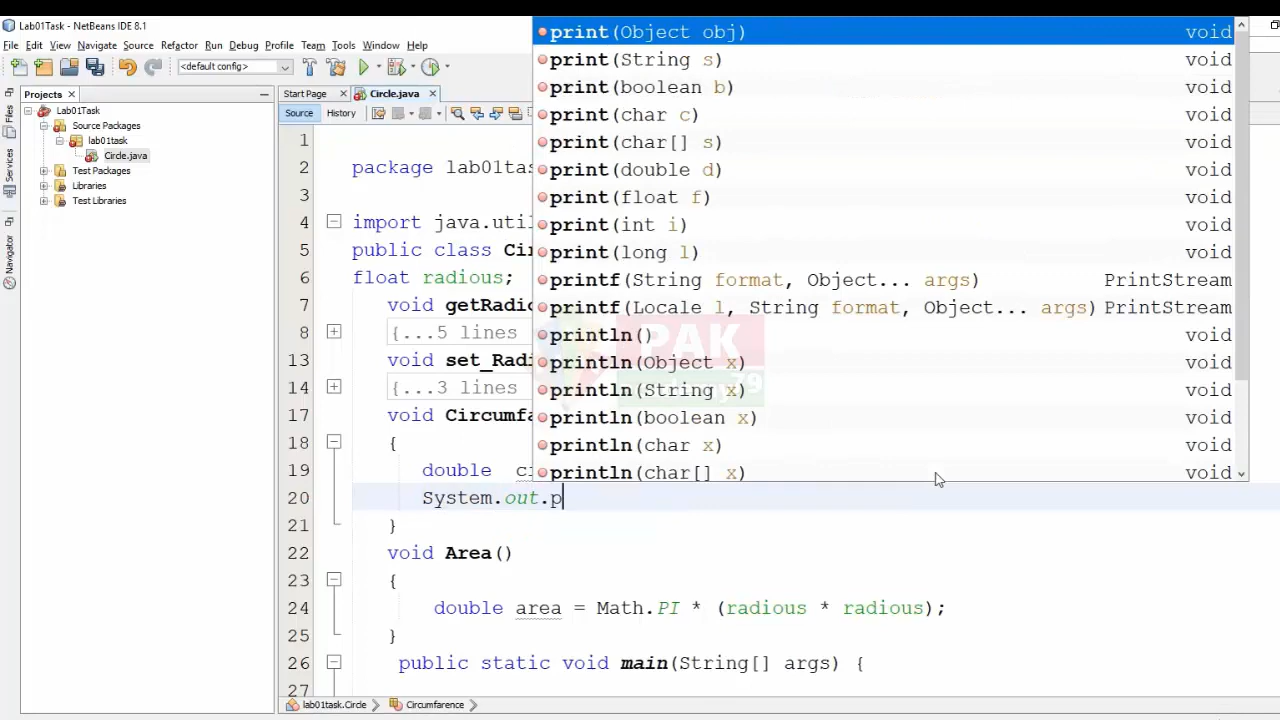 Lab01Task - NetBeans IDE 8.1
File Edit View Navigate Source Refactor Run Debug Profile Team Tools Window Help
<default config>
Projects
Files
Services
Navigator
Lab01Task
Source Packages
lab01task
Circle.java
Test Packages
Libraries
Test Libraries
Start Page Circle.java
Source History
1
2 package lab01tas
3
4 import java.util
5 public class Cir
6 float radious;
7 void getRadio
8 {...5 lines
13 void set_Radi
14 {...3 lines
17 void Circumfa
18 {
19 double ci
20 System.out.p
21 }
22 void Area()
23 {
24 double area = Math.PI * (radious * radious);
25 }
26 public static void main(String[] args) {
27
print(Object obj) void
print(String s) void
print(boolean b) void
print(char c) void
print(char[] s) void
print(double d) void
print(float f) void
print(int i) void
print(long l) void
printf(String format, Object... args) PrintStream
printf(Locale l, String format, Object... args) PrintStream
println() void
println(Object x) void
println(String x) void
println(boolean x) void
println(char x) void
println(char[] x) void
PAK
79
lab01task.Circle Circumfarence